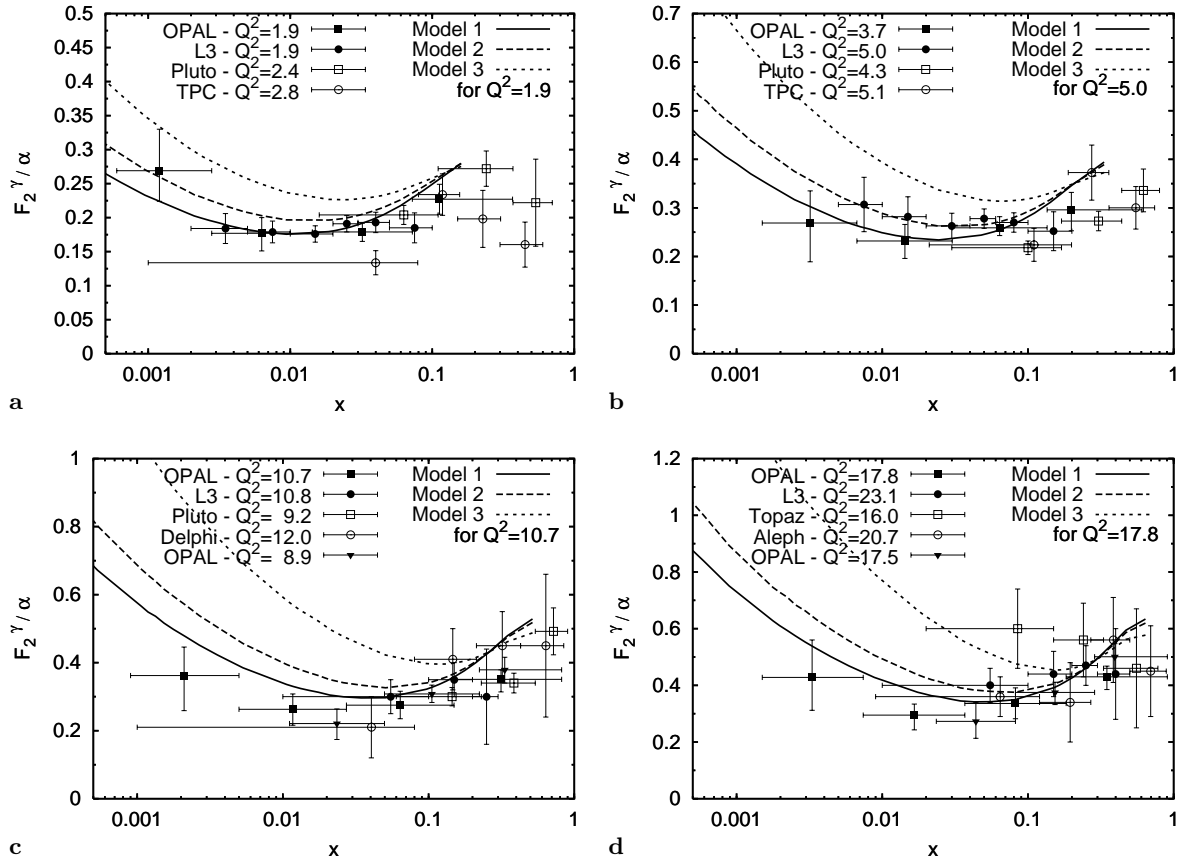 0.5
0.45
0.4
0.35
0.3
0.25
0.2
0.15
0.1
0.05
0
F₂^γ / α
OPAL - Q²=1.9
L3 - Q²=1.9
Pluto - Q²=2.4
TPC - Q²=2.8
Model 1
Model 2
Model 3
for Q²=1.9
0.001 0.01 0.1 1
x
a
0.7
0.6
0.5
0.4
0.3
0.2
0.1
0
F₂^γ / α
OPAL - Q²=3.7
L3 - Q²=5.0
Pluto - Q²=4.3
TPC - Q²=5.1
Model 1
Model 2
Model 3
for Q²=5.0
0.001 0.01 0.1 1
x
b
1
0.8
0.6
0.4
0.2
0
F₂^γ / α
OPAL - Q²=10.7
L3 - Q²=10.8
Pluto - Q²= 9.2
Delphi - Q²=12.0
OPAL - Q²= 8.9
Model 1
Model 2
Model 3
for Q²=10.7
0.001 0.01 0.1 1
x
c
1.2
1
0.8
0.6
0.4
0.2
0
F₂^γ / α
OPAL - Q²=17.8
L3 - Q²=23.1
Topaz - Q²=16.0
Aleph - Q²=20.7
OPAL - Q²=17.5
Model 1
Model 2
Model 3
for Q²=17.8
0.001 0.01 0.1 1
x
d